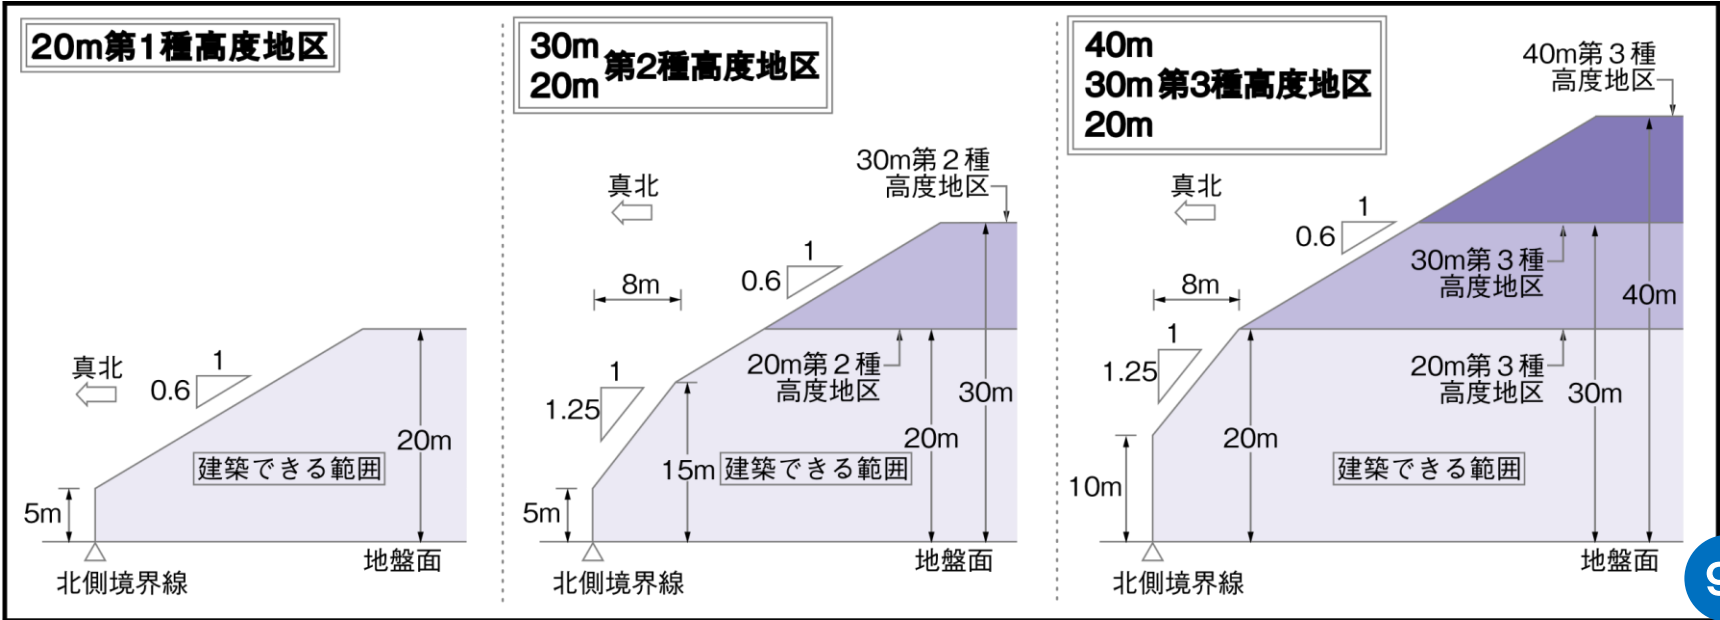 20m第1種高度地区
真北
1
0.6
20m
建築できる範囲
5m
地盤面
北側境界線
30m
20m
第2種高度地区
30m第2種
高度地区
真北
8m
1
0.6
1
1.25
20m第2種
高度地区
30m
20m
15m
建築できる範囲
5m
地盤面
北側境界線
40m
30m第3種高度地区
20m
40m第3種
高度地区
真北
1
0.6
8m
30m第3種
高度地区
40m
1
1.25
20m第3種
高度地区
30m
20m
建築できる範囲
10m
地盤面
北側境界線